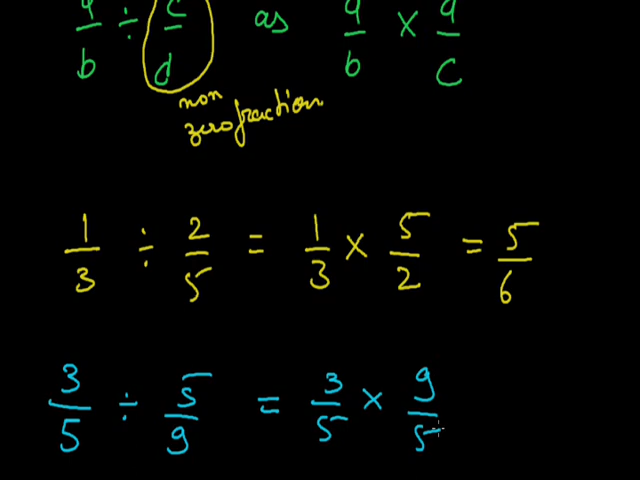 a/b ÷ c/d as a/b × d/c
non
zero fraction
1/3 ÷ 2/5 = 1/3 × 5/2 = 5/6
3/5 ÷ 5/9 = 3/5 × 9/5